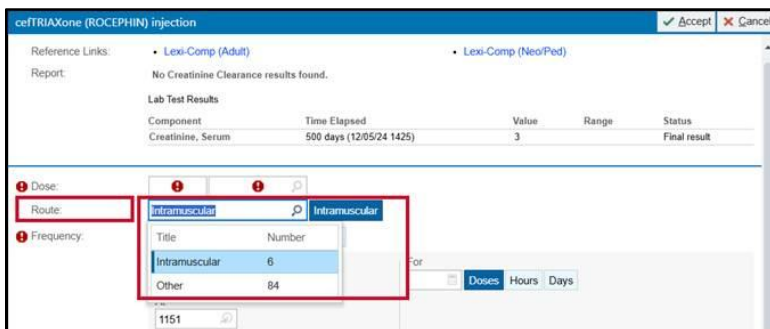 cefTRIAXone (ROCEPHIN) injection Accept Cancel
Reference Links: • Lexi-Comp (Adult) • Lexi-Comp (Neo/Ped)
Report: No Creatinine Clearance results found.
Lab Test Results
Component Time Elapsed Value Range Status
Creatinine, Serum 500 days (12/05/24 1425) 3 Final result
Dose:
Route: Intramuscular Intramuscular
Frequency: Title Number
Intramuscular 6 For
Other 84 Doses Hours Days
1151